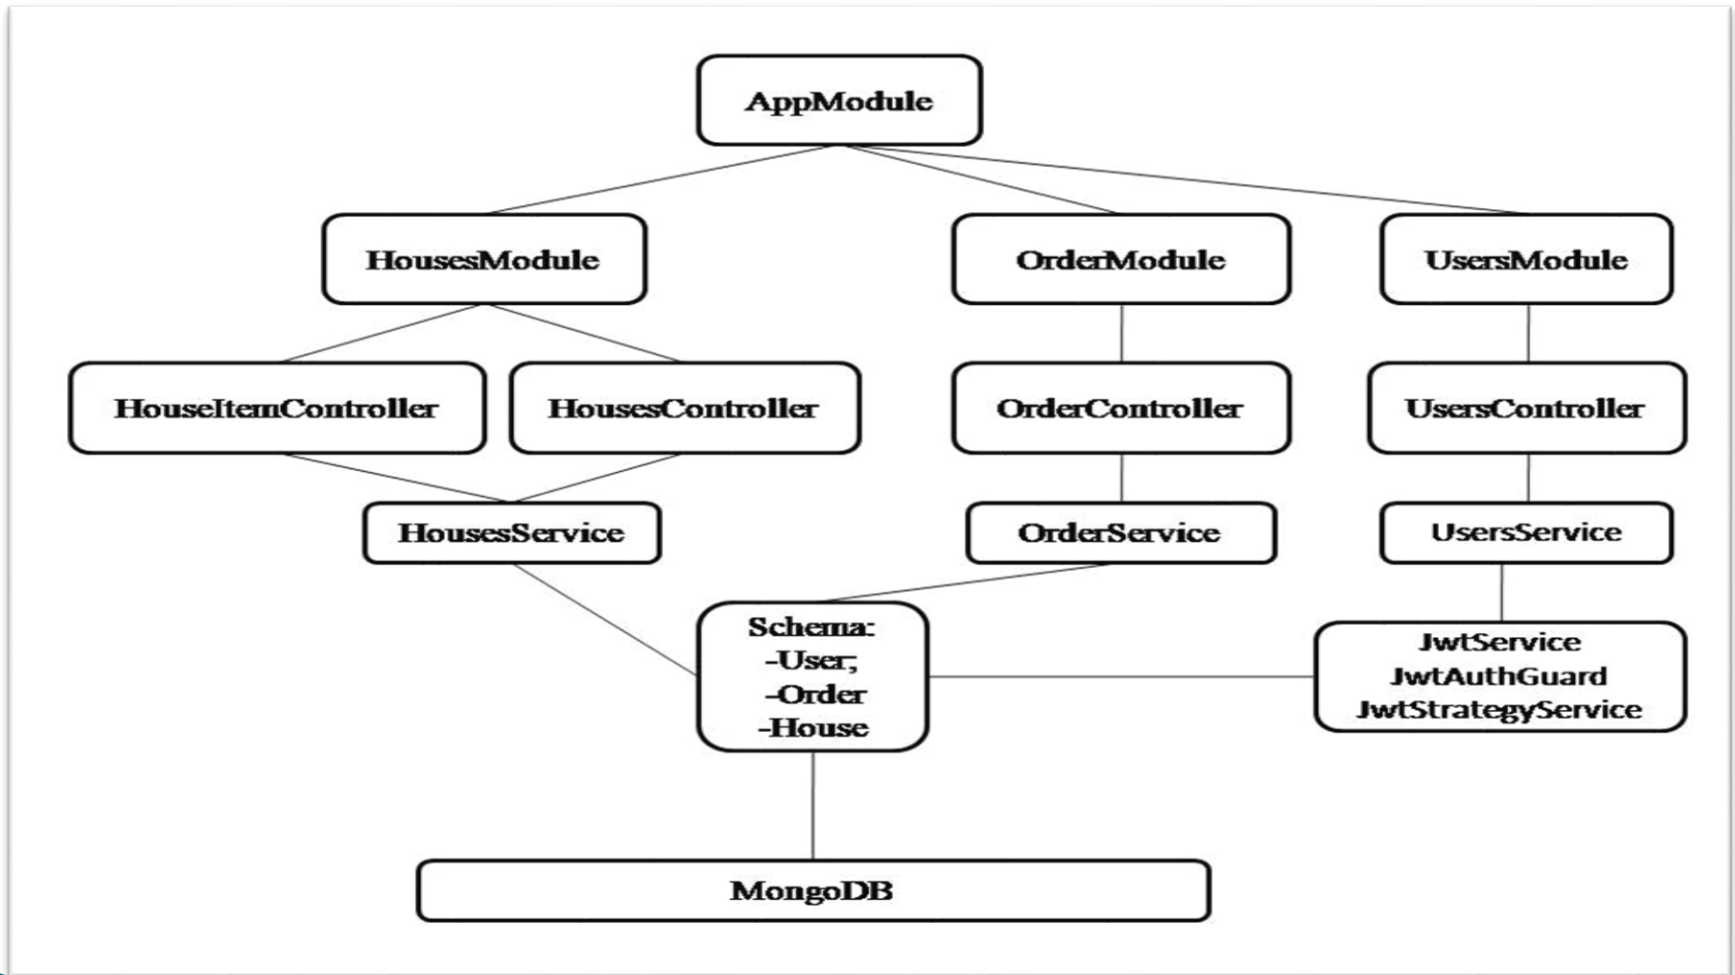 AppModule
HousesModule
OrderModule
UsersModule
HouseItemController
HousesController
OrderController
UsersController
HousesService
OrderService
UsersService
Schema:
-User;
-Order
-House
JwtService
JwtAuthGuard
JwtStrategyService
MongoDB